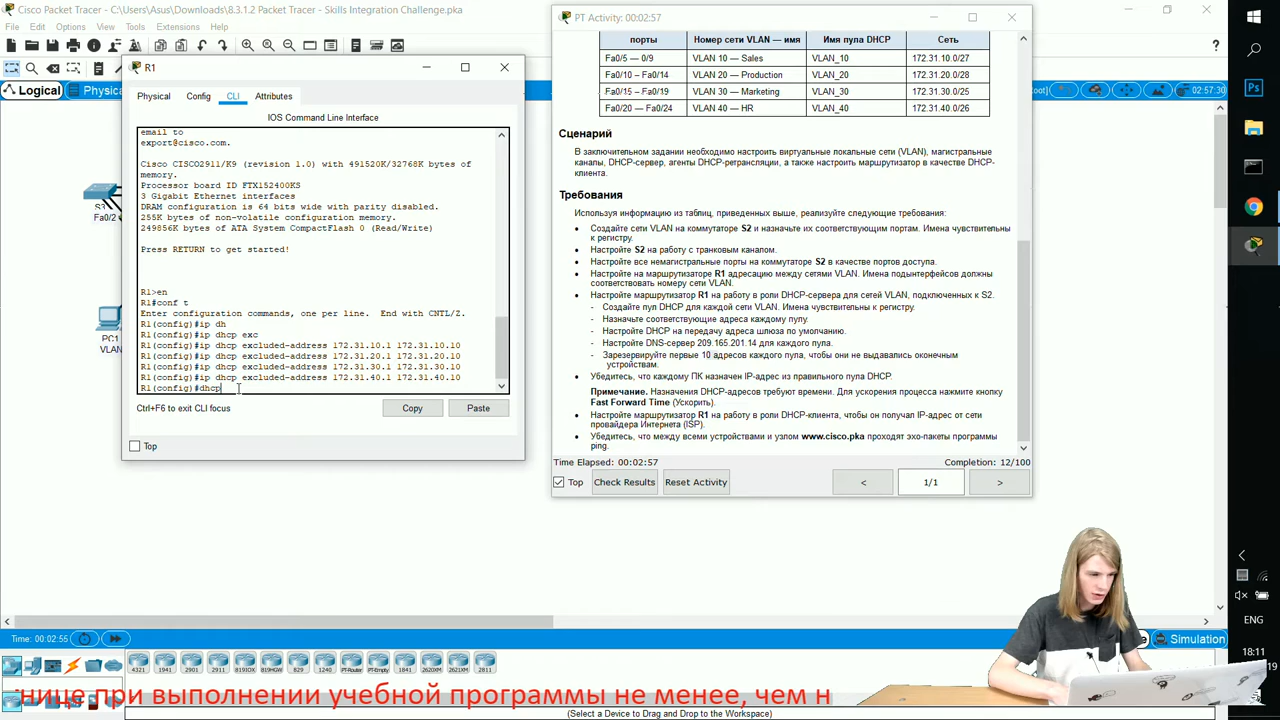 Cisco Packet Tracer - C:\Users\Asus\Downloads\8.3.1.2 Packet Tracer - Skills Integration Challenge.pka
File Edit Options View Tools Extensions Help
Logical
Physica
02:57:30
S3
Fa0/2
PC1
VLAN
R1
Physical Config CLI Attributes
IOS Command Line Interface
email to
export@cisco.com.
Cisco CISCO2911/K9 (revision 1.0) with 491520K/32768K bytes of
memory.
Processor board ID FTX152400KS
3 Gigabit Ethernet interfaces
DRAM configuration is 64 bits wide with parity disabled.
255K bytes of non-volatile configuration memory.
249856K bytes of ATA System CompactFlash 0 (Read/Write)
Press RETURN to get started!
R1>en
R1#conf t
Enter configuration commands, one per line. End with CNTL/Z.
R1(config)#ip dh
R1(config)#ip dhcp exc
R1(config)#ip dhcp excluded-address 172.31.10.1 172.31.10.10
R1(config)#ip dhcp excluded-address 172.31.20.1 172.31.20.10
R1(config)#ip dhcp excluded-address 172.31.30.1 172.31.30.10
R1(config)#ip dhcp excluded-address 172.31.40.1 172.31.40.10
R1(config)#dhcp
Ctrl+F6 to exit CLI focus
Copy
Paste
Top
PT Activity: 00:02:57
порты Номер сети VLAN — имя Имя пула DHCP Сеть
Fa0/5 — 0/9 VLAN 10 — Sales VLAN_10 172.31.10.0/27
Fa0/10 – Fa0/14 VLAN 20 — Production VLAN_20 172.31.20.0/28
Fa0/15 – Fa0/19 VLAN 30 — Marketing VLAN_30 172.31.30.0/25
Fa0/20 — Fa0/24 VLAN 40 — HR VLAN_40 172.31.40.0/26
Сценарий
В заключительном задании необходимо настроить виртуальные локальные сети (VLAN), магистральные
каналы, DHCP-сервер, агенты DHCP-ретрансляции, а также настроить маршрутизатор в качестве DHCP-
клиента.
Требования
Используя информацию из таблиц, приведенных выше, реализуйте следующие требования:
• Создайте сети VLAN на коммутаторе S2 и назначьте их соответствующим портам. Имена чувствительны
к регистру.
• Настройте S2 на работу с транковым каналом.
• Настройте все немагистральные порты на коммутаторе S2 в качестве портов доступа.
• Настройте на маршрутизаторе R1 адресацию между сетями VLAN. Имена подынтерфейсов должны
соответствовать номеру сети VLAN.
• Настройте маршрутизатор R1 на работу в роли DHCP-сервера для сетей VLAN, подключенных к S2.
- Создайте пул DHCP для каждой сети VLAN. Имена чувствительны к регистру.
- Назначьте соответствующие адреса каждому пулу.
- Настройте DHCP на передачу адреса шлюза по умолчанию.
- Настройте DNS-сервер 209.165.201.14 для каждого пула.
- Зарезервируйте первые 10 адресов каждого пула, чтобы они не выдавались оконечным
устройствам.
• Убедитесь, что каждому ПК назначен IP-адрес из правильного пула DHCP.
Примечание. Назначения DHCP-адресов требуют времени. Для ускорения процесса нажмите кнопку
Fast Forward Time (Ускорить).
• Настройте маршрутизатор R1 на работу в роли DHCP-клиента, чтобы он получал IP-адрес от сети
провайдера Интернета (ISP).
• Убедитесь, что между всеми устройствами и узлом www.cisco.pka проходят эхо-пакеты программы
ping.
Time Elapsed: 00:02:57
Completion: 12/100
Top
Check Results
Reset Activity
<
1/1
>
Time: 00:02:55
Simulation
4321 1941 2901 2911 819IOX 819HGW 829 1240 PT-Router PT-Empty 1841 2620XM 2621XM 2811
нице при выполнении учебной программы не менее, чем н
(Select a Device to Drag and Drop to the Workspace)
ENG
18:11